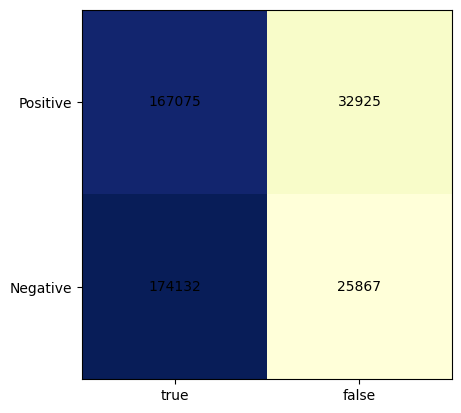 Positive 167075 32925
Negative 174132 25867
true false